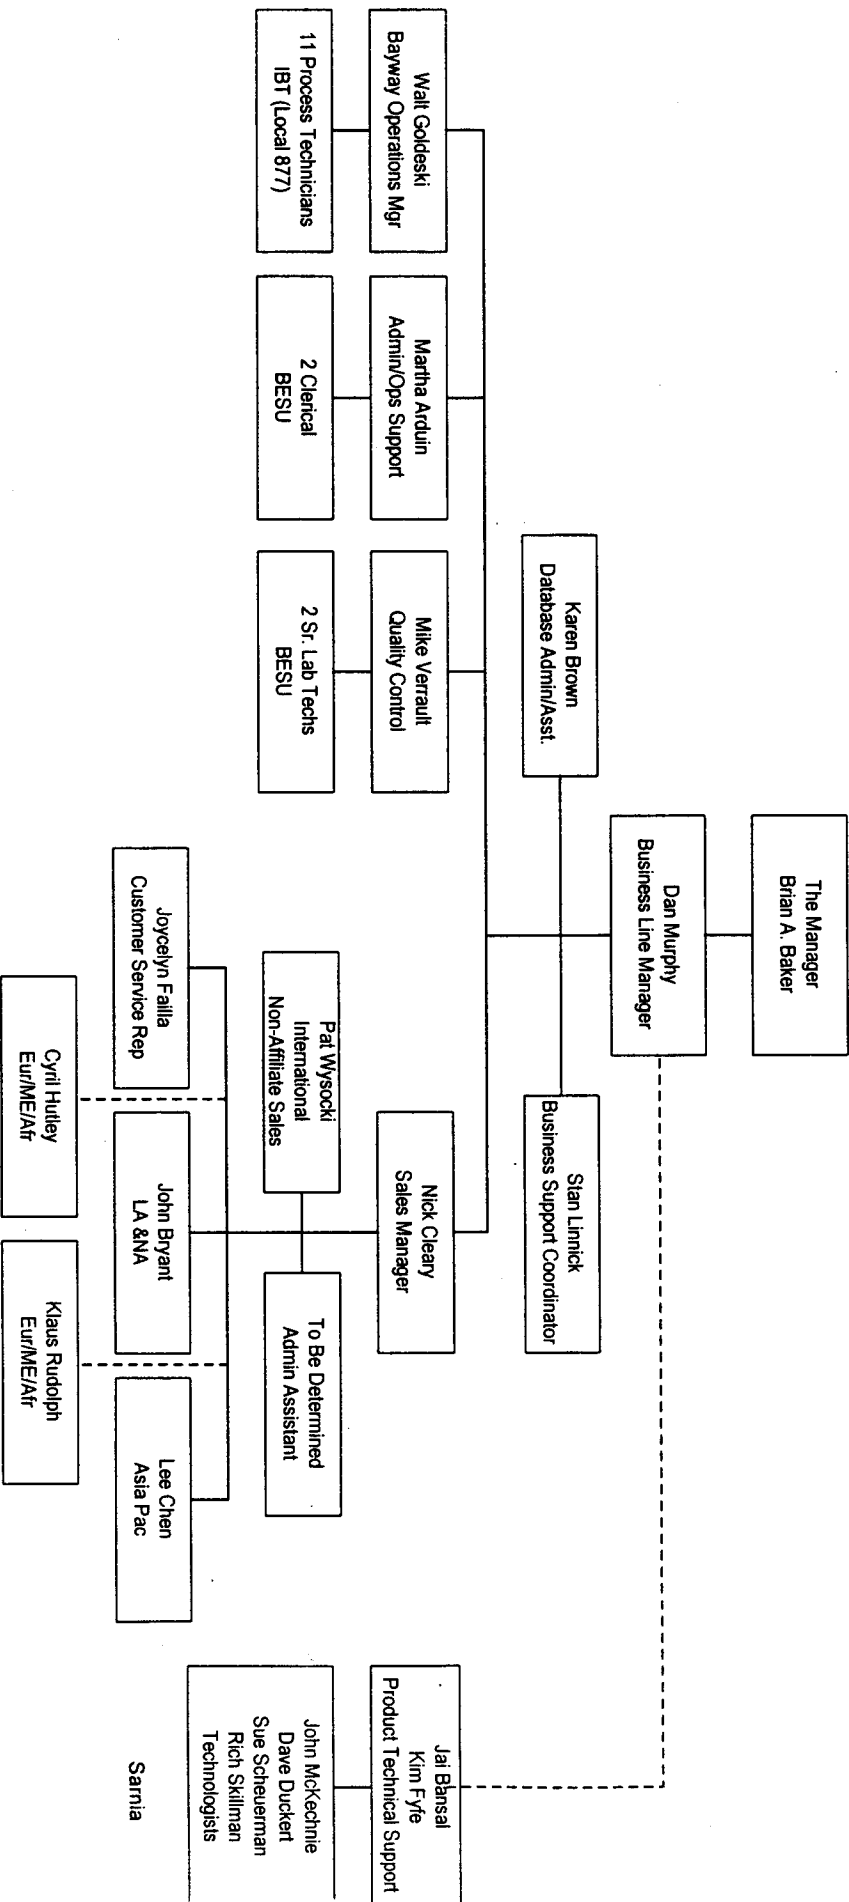 The Manager
Brian A. Baker
Dan Murphy
Business Line Manager
Karen Brown
Database Admin/Asst.
Stan Linnick
Business Support Coordinator
Walt Goldeski
Bayway Operations Mgr
Martha Arduin
Admin/Ops Support
Mike Verrault
Quality Control
Nick Cleary
Sales Manager
Jai Bansal
Kim Fyfe
Product Technical Support
11 Process Technicians
IBT (Local 877)
2 Clerical
BESU
2 Sr. Lab Techs
BESU
Pat Wysocki
International
Non-Affiliate Sales
To Be Determined
Admin Assistant
John McKechnie
Dave Duckert
Sue Scheuerman
Rich Skillman
Technologists
Joycelyn Failla
Customer Service Rep
John Bryant
LA &NA
Lee Chen
Asia Pac
Sarnia
Cyril Hutley
Eur/ME/Afr
Klaus Rudolph
Eur/ME/Afr